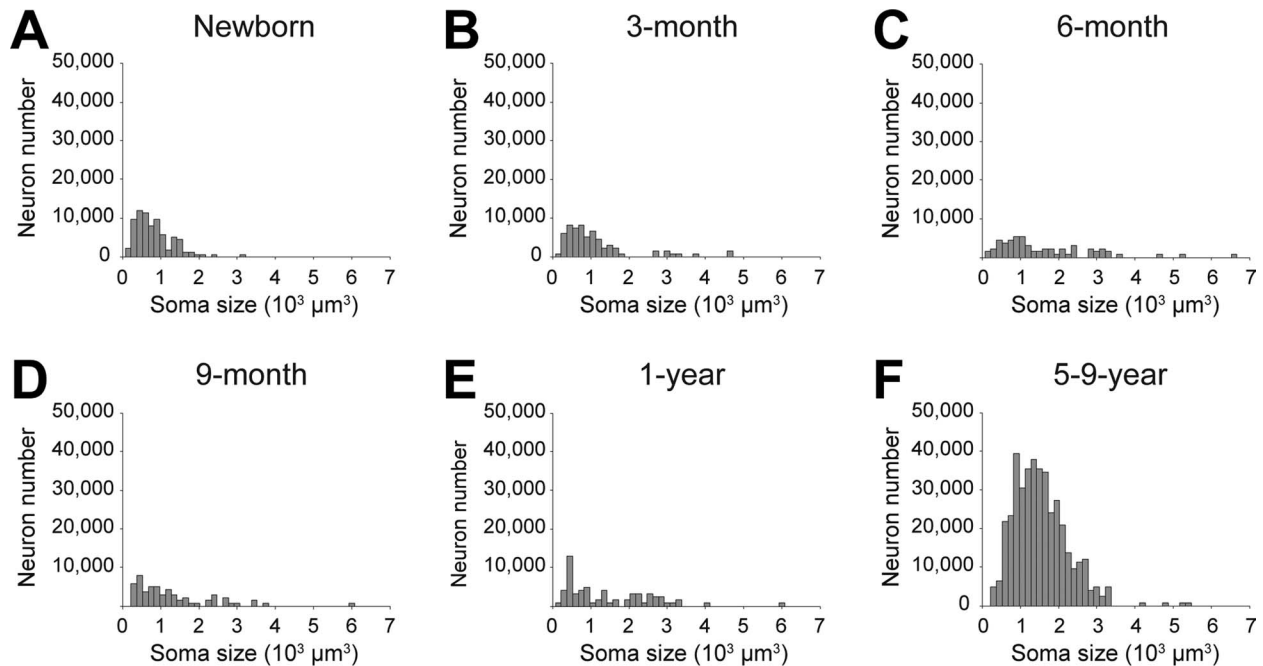 A Newborn
50,000
40,000
30,000
20,000
10,000
0
Neuron number
0 1 2 3 4 5 6 7
Soma size (10³ µm³)
B 3-month
50,000
40,000
30,000
20,000
10,000
0
Neuron number
0 1 2 3 4 5 6 7
Soma size (10³ µm³)
C 6-month
50,000
40,000
30,000
20,000
10,000
0
Neuron number
0 1 2 3 4 5 6 7
Soma size (10³ µm³)
D 9-month
50,000
40,000
30,000
20,000
10,000
0
Neuron number
0 1 2 3 4 5 6 7
Soma size (10³ µm³)
E 1-year
50,000
40,000
30,000
20,000
10,000
0
Neuron number
0 1 2 3 4 5 6 7
Soma size (10³ µm³)
F 5-9-year
50,000
40,000
30,000
20,000
10,000
0
Neuron number
0 1 2 3 4 5 6 7
Soma size (10³ µm³)